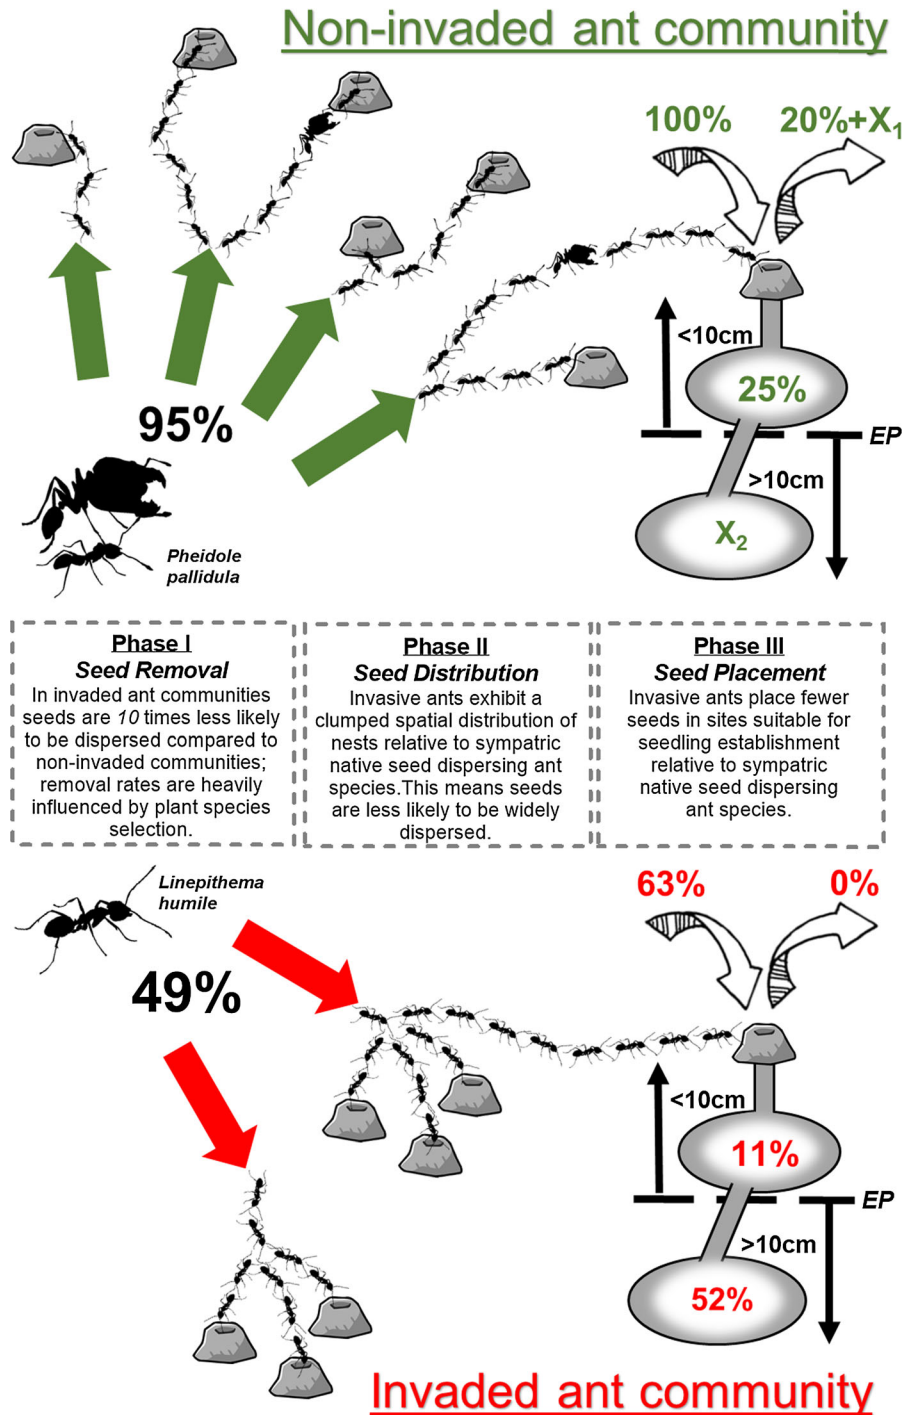 Non-invaded ant community
100%
20%+X₁
<10cm
25%
EP
>10cm
X₂
95%
Pheidole
pallidula
Phase I
Seed Removal
In invaded ant communities
seeds are 10 times less likely
to be dispersed compared to
non-invaded communities;
removal rates are heavily
influenced by plant species
selection.
Phase II
Seed Distribution
Invasive ants exhibit a
clumped spatial distribution of
nests relative to sympatric
native seed dispersing ant
species.This means seeds
are less likely to be widely
dispersed.
Phase III
Seed Placement
Invasive ants place fewer
seeds in sites suitable for
seedling establishment
relative to sympatric
native seed dispersing
ant species.
Linepithema
humile
49%
63%
0%
<10cm
11%
EP
>10cm
52%
Invaded ant community